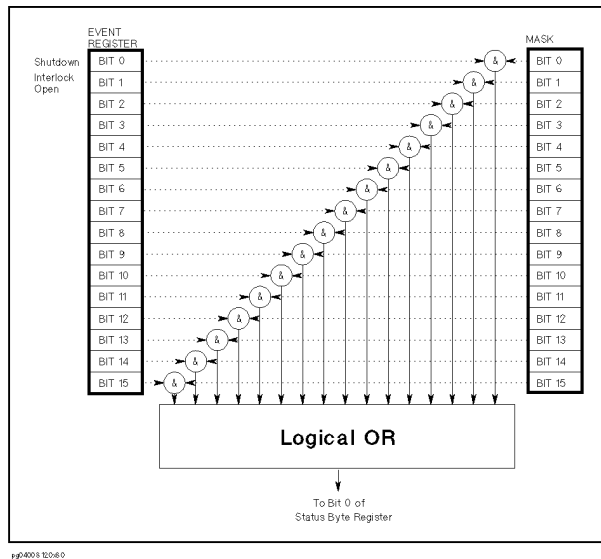 EVENT
REGISTER
MASK
Shutdown BIT 0 & BIT 0
Interlock
Open
BIT 1 & BIT 1
BIT 2 & BIT 2
BIT 3 & BIT 3
BIT 4 & BIT 4
BIT 5 & BIT 5
BIT 6 & BIT 6
BIT 7 & BIT 7
BIT 8 & BIT 8
BIT 9 & BIT 9
BIT 10 & BIT 10
BIT 11 & BIT 11
BIT 12 & BIT 12
BIT 13 & BIT 13
BIT 14 & BIT 14
BIT 15 & BIT 15
Logical OR
To Bit 0 of
Status Byte Register